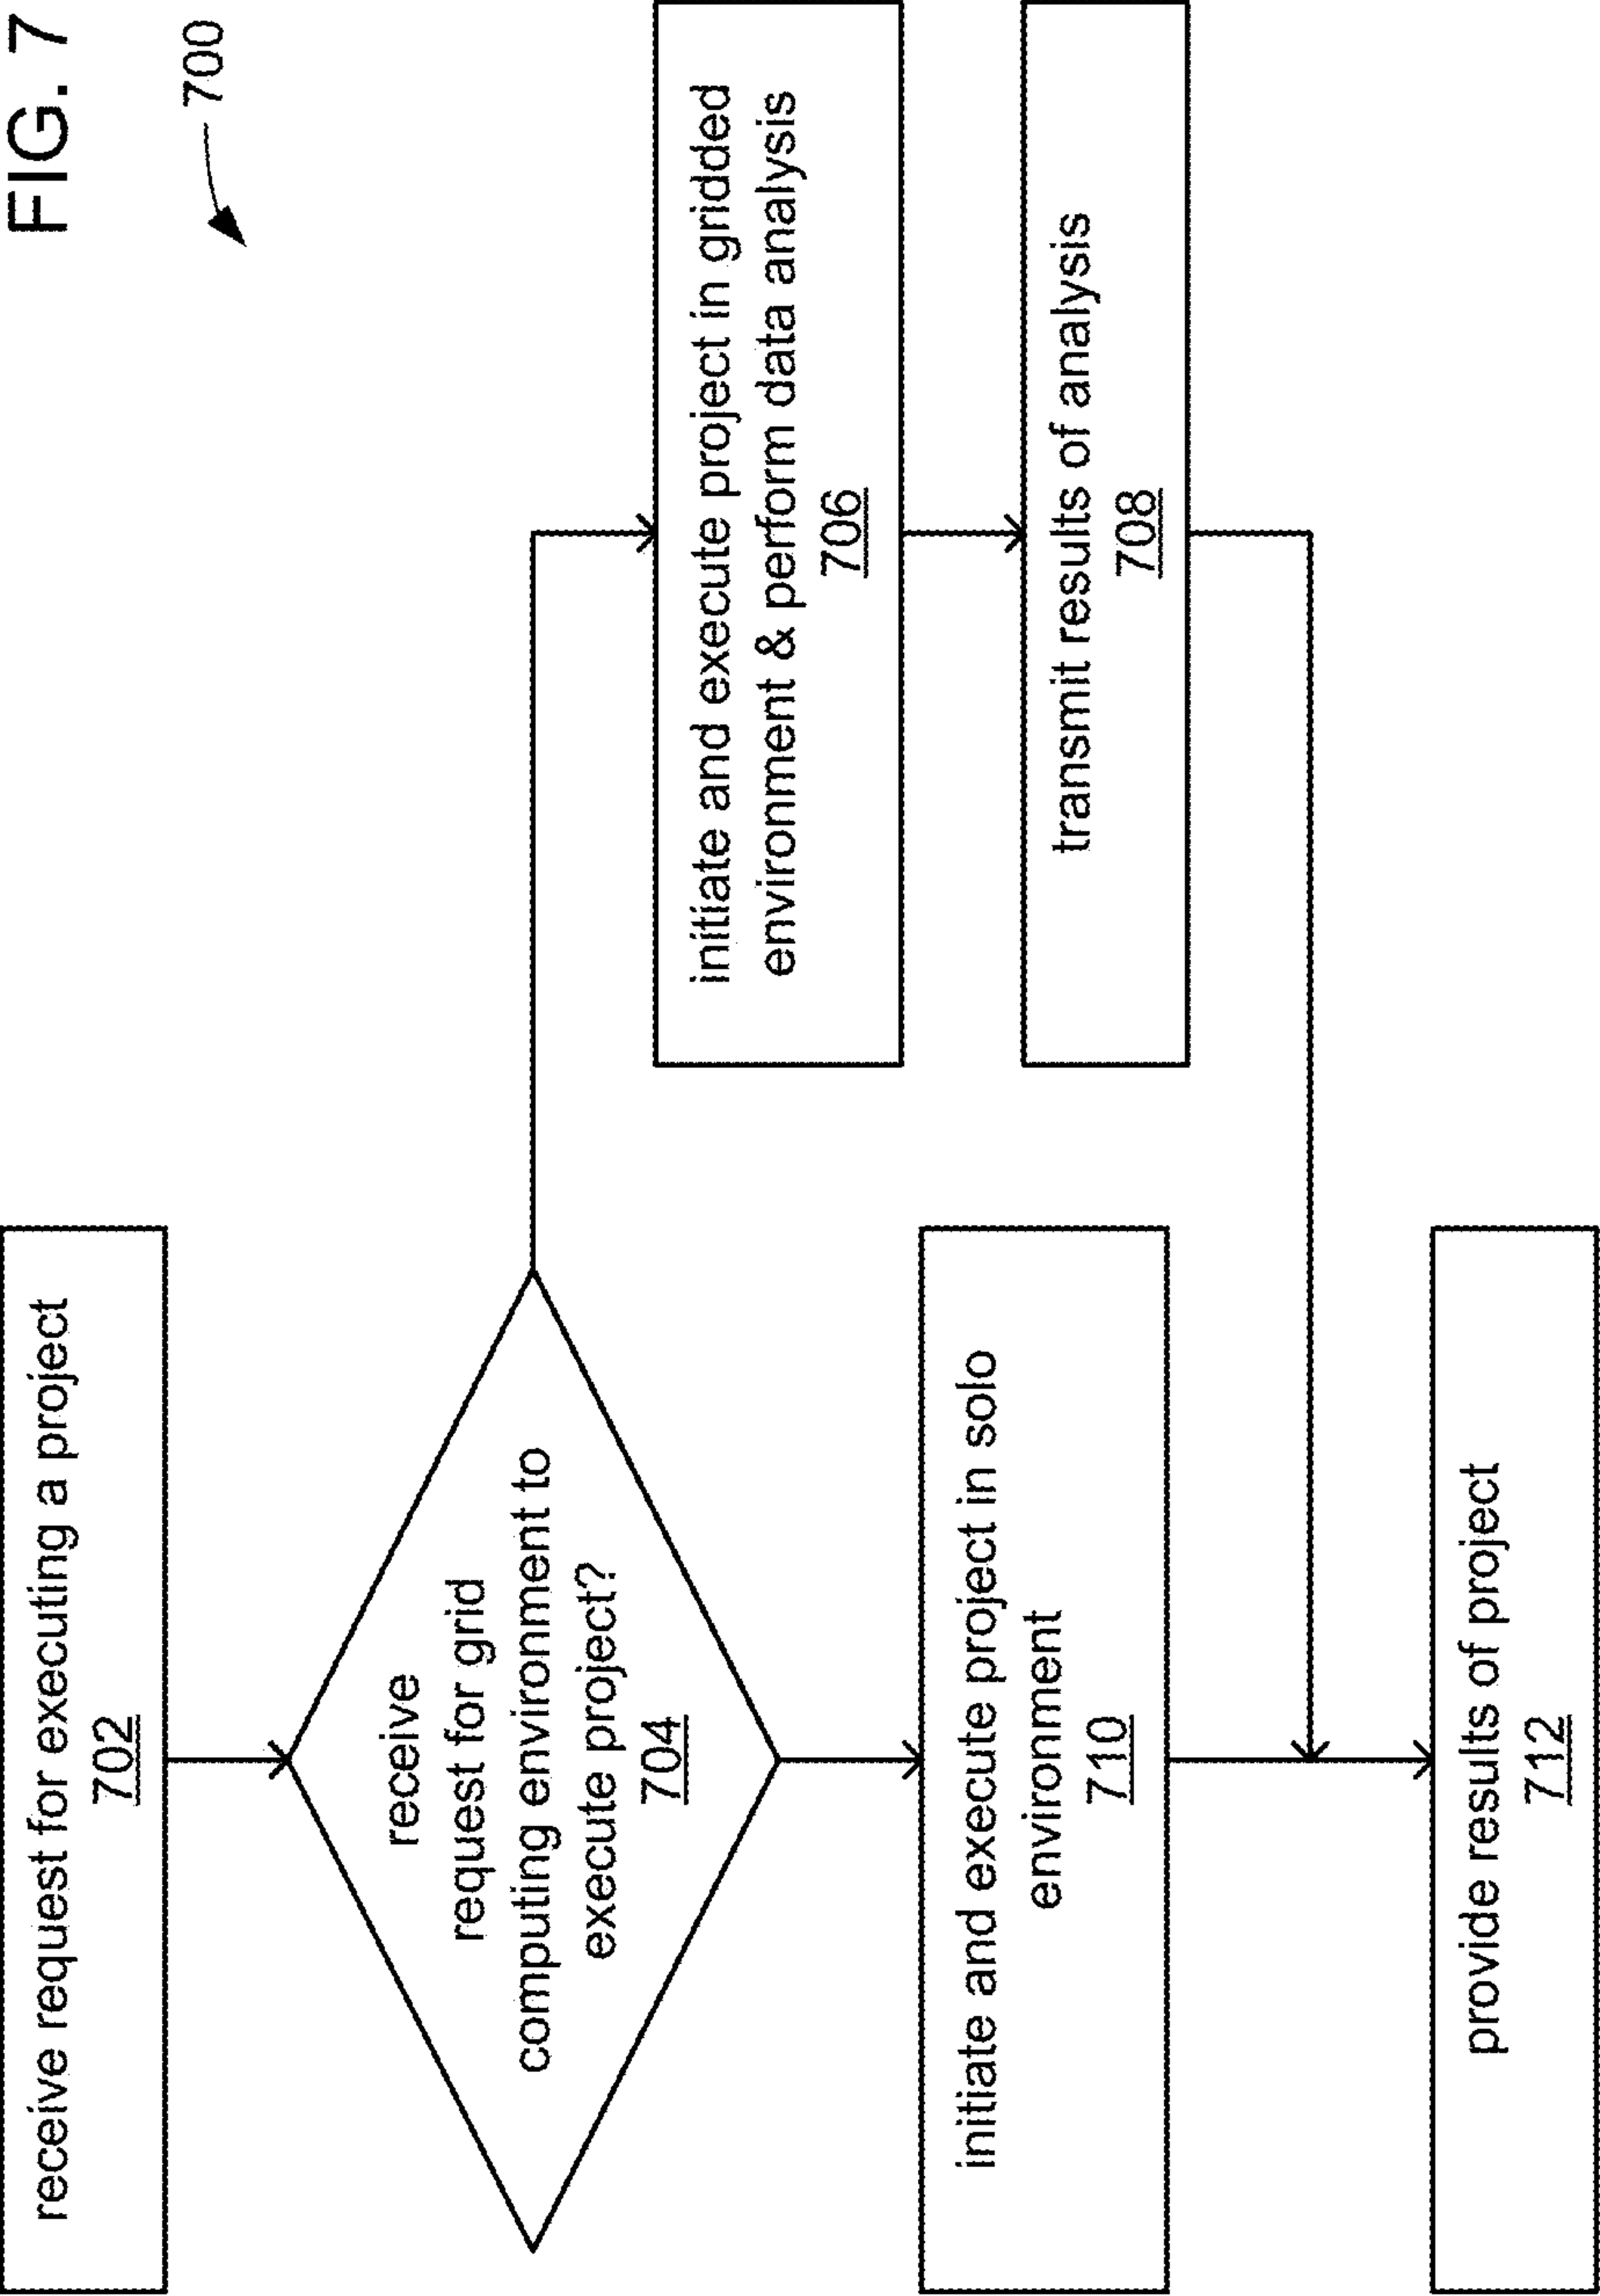 FIG. 7
700
receive request for executing a project
702
receive
request for grid
computing environment to
execute project?
704
initiate and execute project in gridded
environment & perform data analysis
706
transmit results of analysis
708
initiate and execute project in solo
environment
710
provide results of project
712